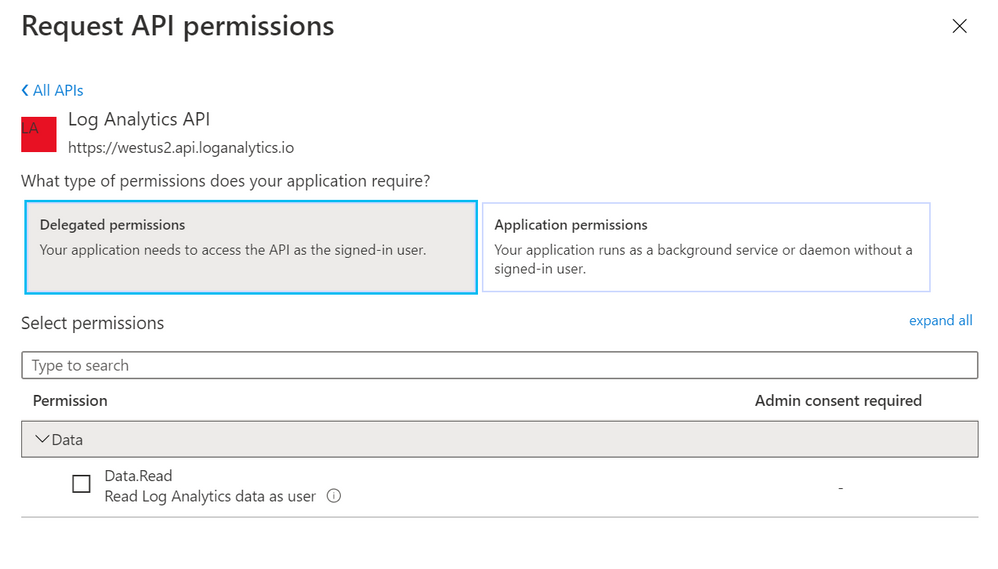 Request API permissions
All APIs
LA
Log Analytics API
https://westus2.api.loganalytics.io
What type of permissions does your application require?
Delegated permissions
Your application needs to access the API as the signed-in user.
Application permissions
Your application runs as a background service or daemon without a
signed-in user.
Select permissions
expand all
Type to search
Permission
Admin consent required
Data
Data.Read
Read Log Analytics data as user
-